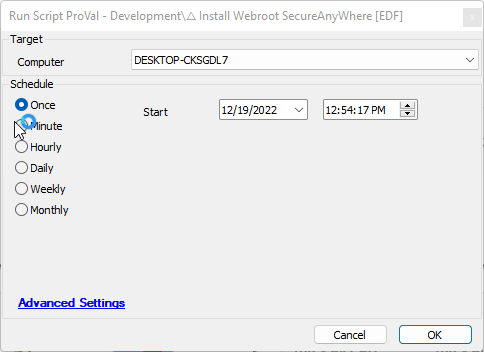 Run Script ProVal - Development\△ Install Webroot SecureAnyWhere [EDF]
Target
Computer DESKTOP-CKSGDL7
Schedule
Once Start 12/19/2022 12:54:17 PM
Minute
Hourly
Daily
Weekly
Monthly
Advanced Settings
Cancel OK